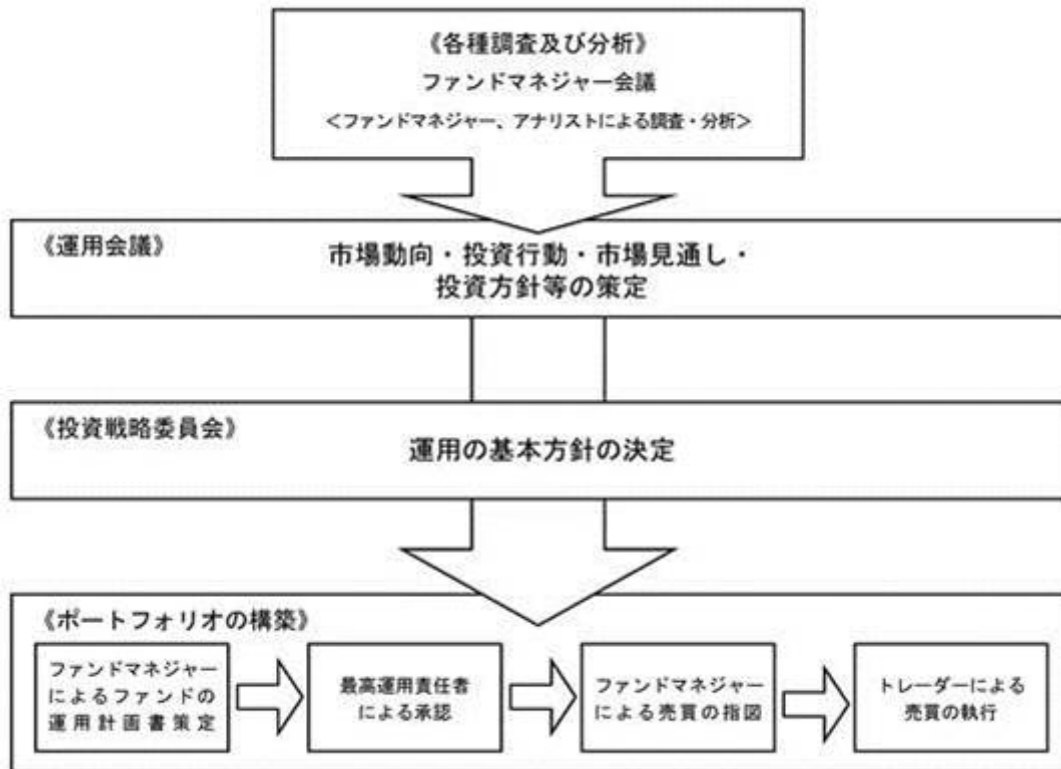 《各種調査及び分析》
ファンドマネジャー会議
＜ファンドマネジャー、アナリストによる調査・分析＞
《運用会議》
市場動向・投資行動・市場見通し・
投資方針等の策定
《投資戦略委員会》
運用の基本方針の決定
《ポートフォリオの構築》
ファンドマネジャー
によるファンドの
運用計画書策定
最高運用責任者
による承認
ファンドマネジャー
による売買の指図
トレーダーによる
売買の執行